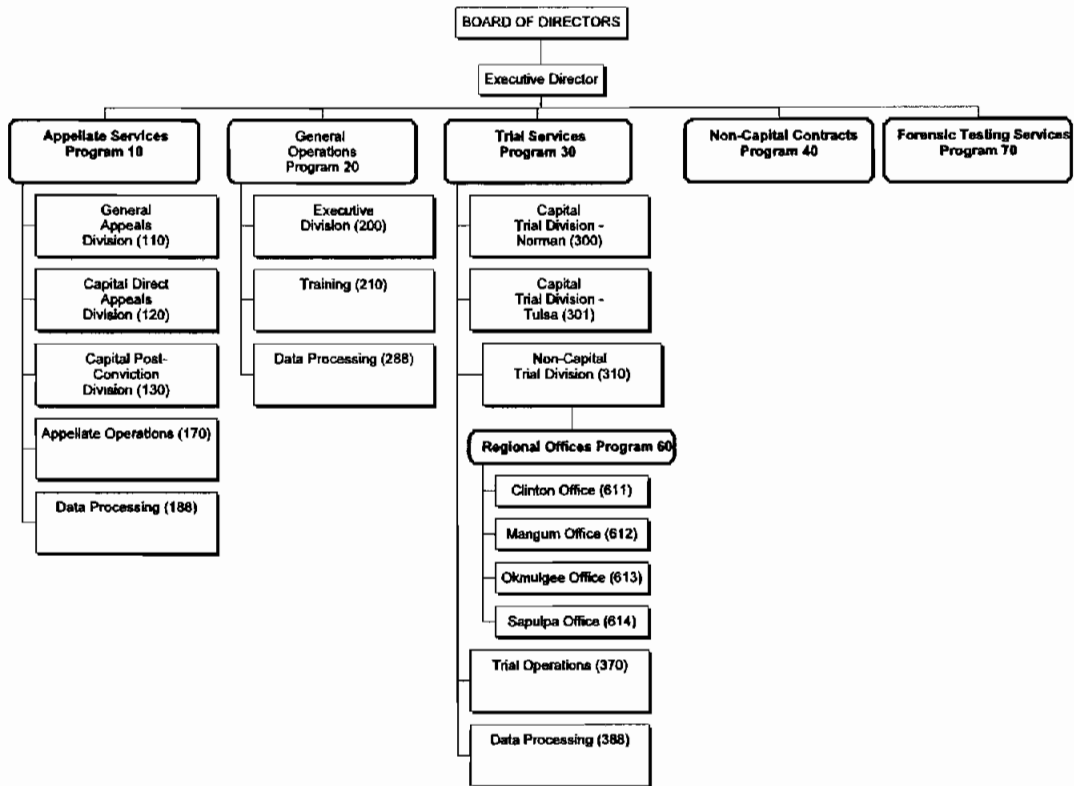 BOARD OF DIRECTORS
Executive Director
Appellate Services
Program 10
General
Operations
Program 20
Trial Services
Program 30
Non-Capital Contracts
Program 40
Forensic Testing Services
Program 70
General
Appeals
Division (110)
Capital Direct
Appeals
Division (120)
Capital Post-
Conviction
Division (130)
Appellate Operations (170)
Data Processing (188)
Executive
Division (200)
Training (210)
Data Processing (288)
Capital
Trial Division -
Norman (300)
Capital
Trial Division -
Tulsa (301)
Non-Capital
Trial Division (310)
Regional Offices Program 60
Clinton Office (611)
Mangum Office (612)
Okmulgee Office (613)
Sapulpa Office (614)
Trial Operations (370)
Data Processing (388)